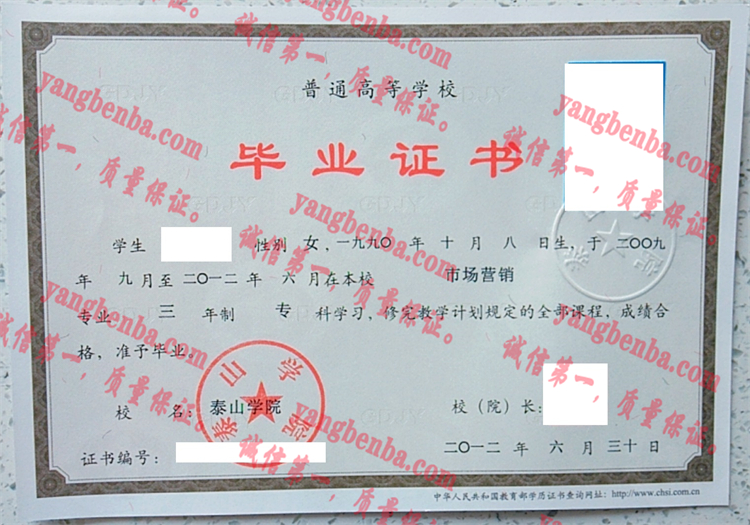 普通高等学校
毕业证书
学生 性别 女,一九九〇 年 十 月 八 日生,于 二〇〇九
年 九 月至 二〇一二 年 六 月在本校 市场营销
专业 三 年制 专 科学习,修完教学计划规定的全部课程,成绩合
格,准予毕业。
校 名: 泰山学院 校(院)长:
二〇一二 年 六 月 三十 日
证书编号:
中华人民共和国教育部学历证书查询网址:http://www.chsi.com.cn
泰山学院
yangbenba.com
诚信第一,质量保证。